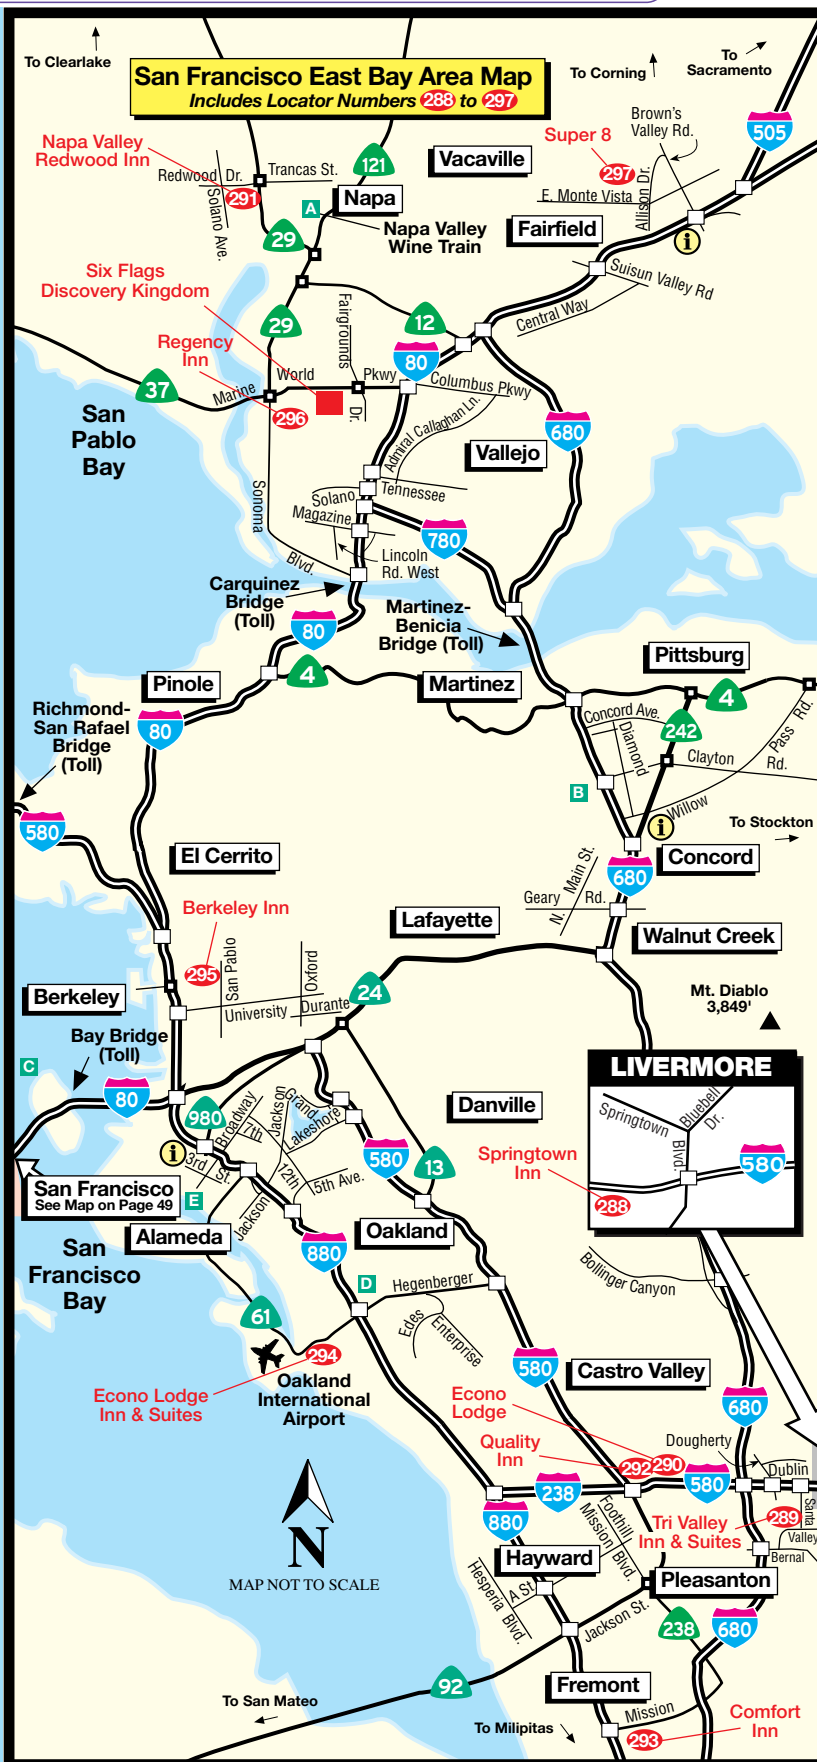 To Clearlake
San Francisco East Bay Area Map
Includes Locator Numbers 288 to 297
To Corning
To
Sacramento
505
Napa Valley
Redwood Inn
Redwood Dr.
Trancas St.
291
Solano Ave.
121
Vacaville
Super 8
297
Brown's
Valley Rd.
E. Monte Vista
Allison Dr.
A
Napa
Napa Valley
Wine Train
Fairfield
i
29
Six Flags
Discovery Kingdom
Suisun Valley Rd
Central Way
29
Fairgrounds
Dr.
12
80
Regency
Inn
37
Marine
World
Pkwy
Columbus Pkwy
296
San
Pablo
Bay
Admiral Callaghan Ln.
680
Vallejo
Sonoma
Blvd.
Solano
Tennessee
Magazine
780
Lincoln
Rd. West
Carquinez
Bridge
(Toll)
Martinez-
Benicia
Bridge (Toll)
80
Pinole
4
Martinez
Pittsburg
4
Richmond-
San Rafael
Bridge
(Toll)
80
Concord Ave.
242
Diamond
Clayton
Rd.
Pass Rd.
Willow
B
i
To Stockton
580
El Cerrito
Concord
680
N. Main St.
Geary
Rd.
Berkeley Inn
Lafayette
Walnut Creek
295
San Pablo
Oxford
Berkeley
University
Durante
24
Mt. Diablo
3,849'
Bay Bridge
(Toll)
C
80
980
Broadway
Jackson
Grand
Lakeshore
7th
12th
5th Ave.
3rd
St.
i
Jackson
580
13
Danville
LIVERMORE
Springtown
Blvd.
Bluebell
Dr.
580
288
Springtown
Inn
San Francisco
See Map on Page 49
E
Alameda
Oakland
880
San
Francisco
Bay
D
Hegenberger
Bollinger Canyon
Edes
Enterprise
61
294
Oakland
International
Airport
Econo Lodge
Inn & Suites
580
Castro Valley
Econo
Lodge
680
Quality
Inn
292
290
Dougherty
Dublin
580
238
880
Foothill
Mission Blvd.
Tri Valley
Inn & Suites
289
Santa
Valley
Bernal
N
MAP NOT TO SCALE
Hayward
Hesperia Blvd.
A St.
Pleasanton
Jackson St.
238
680
92
Fremont
To San Mateo
To Milipitas
Mission
293
Comfort
Inn